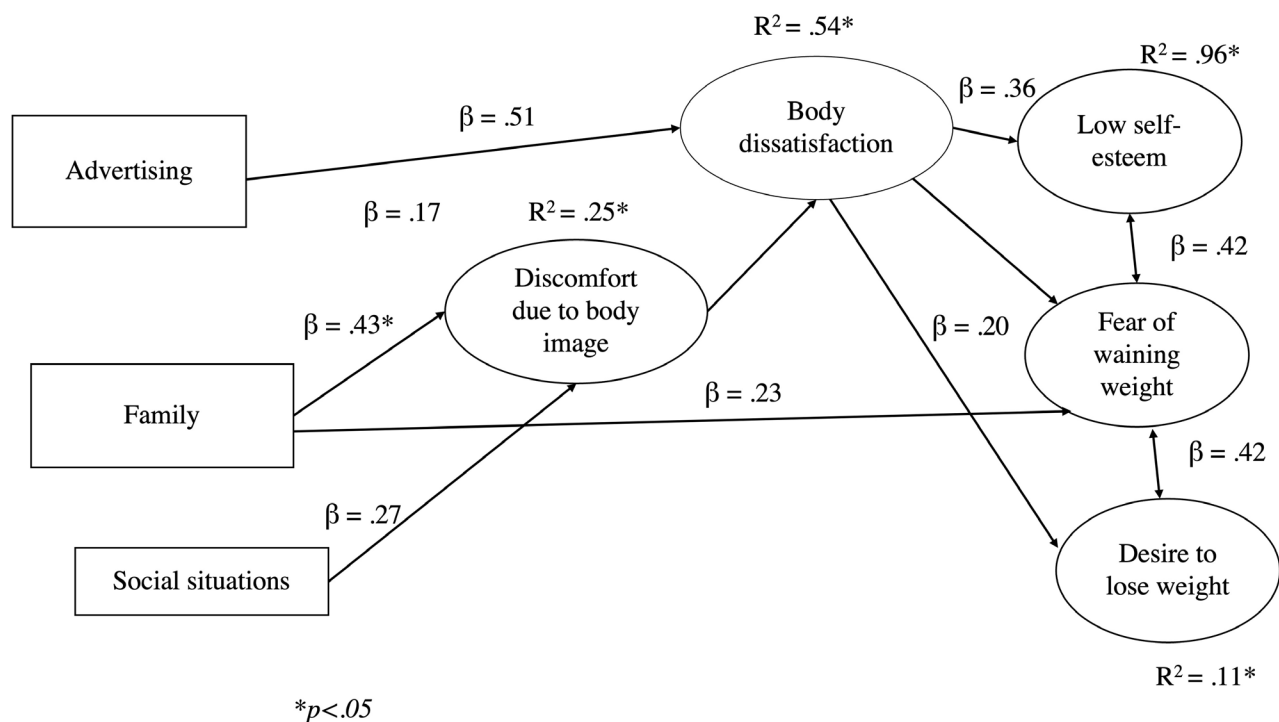 R² = .54*
R² = .96*
β = .36
Body
dissatisfaction
Low self-
esteem
β = .51
Advertising
β = .17
R² = .25*
β = .42
Discomfort
due to body
image
β = .43*
β = .20
Fear of
waining
weight
Family
β = .23
β = .42
β = .27
Social situations
Desire to
lose weight
R² = .11*
*p<.05